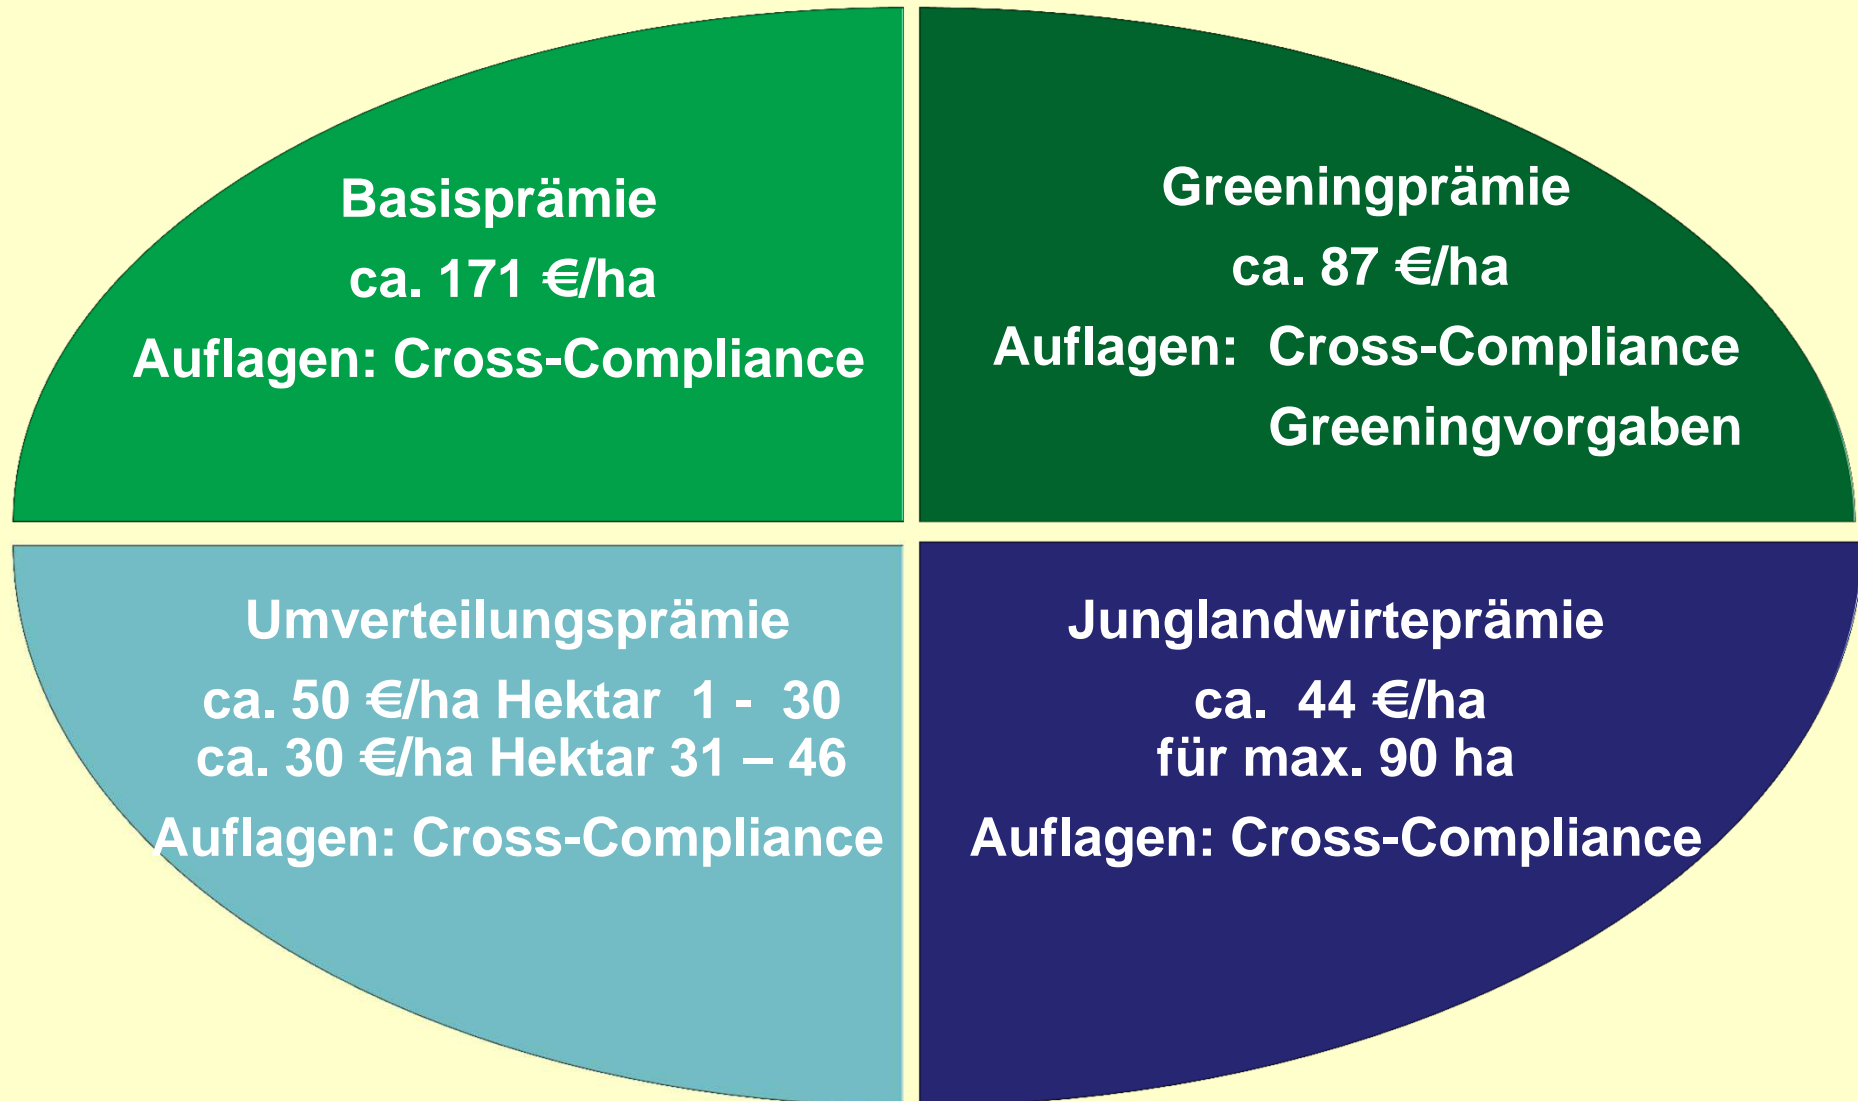 Basisprämie
ca. 171 €/ha
Auflagen: Cross-Compliance
Greeningprämie
ca. 87 €/ha
Auflagen:  Cross-Compliance
Greeningvorgaben
Umverteilungsprämie
ca. 50 €/ha Hektar  1 -  30
ca. 30 €/ha Hektar 31 – 46
Auflagen: Cross-Compliance
Junglandwirteprämie
ca.  44 €/ha
für max. 90 ha
Auflagen: Cross-Compliance